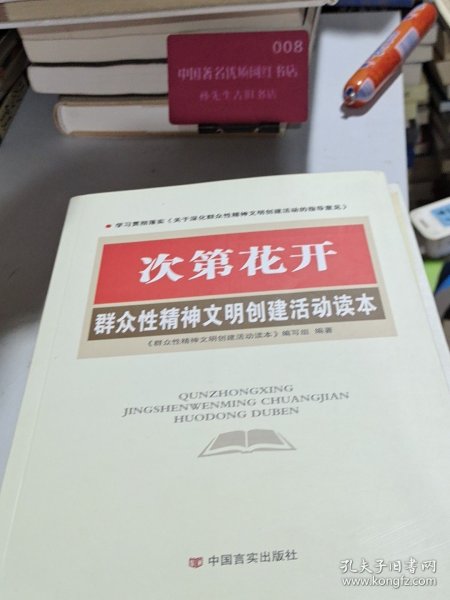 008
中国著名优质网红书店
孙先生古旧书店
学习贯彻落实《关于深化群众性精神文明创建活动的指导意见》
次第花开
群众性精神文明创建活动读本
《群众性精神文明创建活动读本》编写组 编著
QUNZHONGXING
JINGSHENWENMING CHUANGJIAN
HUODONG DUBEN
中国言实出版社
孔夫子旧书网
www.kongfz.com